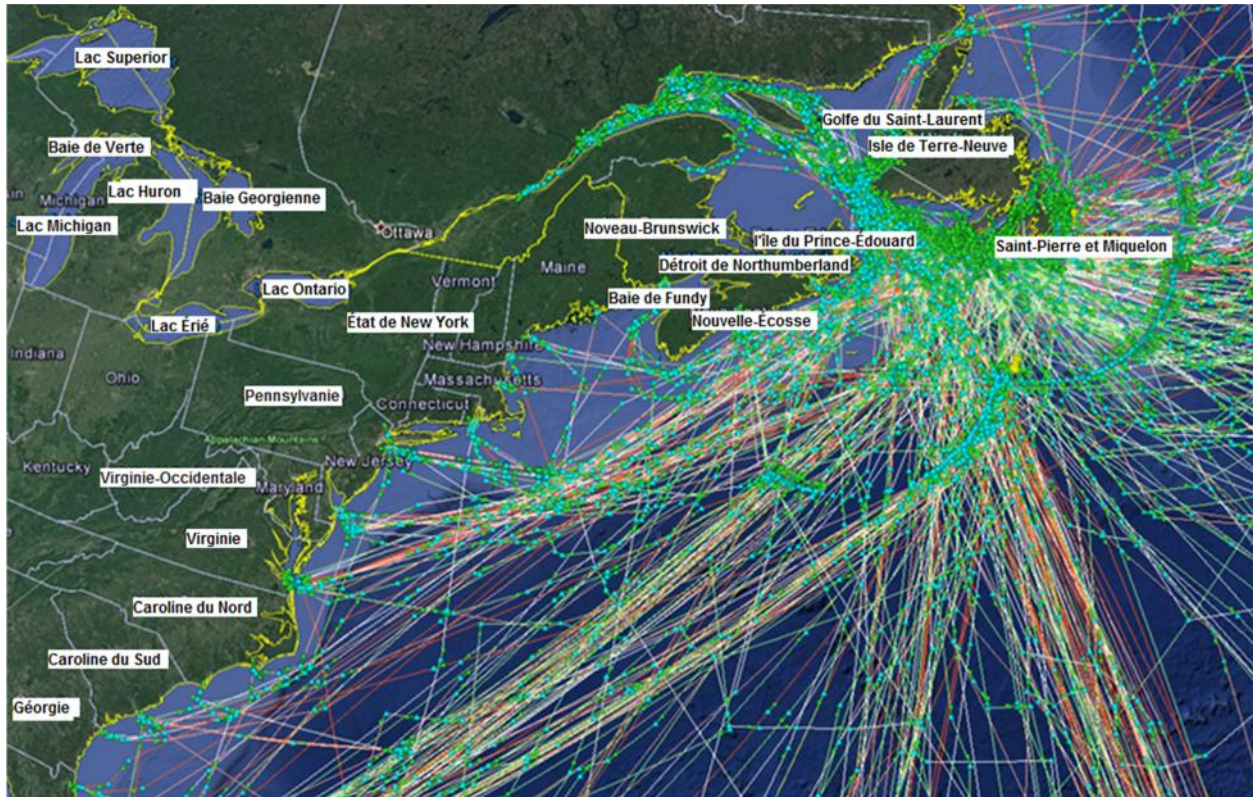 Lac Superior
Golfe du Saint-Laurent
Baie de Verte
Isle de Terre-Neuve
Michigan
Lac Huron
Baie Georgienne
Lac Michigan
Ottawa
Noveau-Brunswick
l'île du Prince-Édouard
Saint-Pierre et Miquelon
Maine
Détroit de Northumberland
Vermont
Lac Ontario
Baie de Fundy
Lac Érié
État de New York
Nouvelle-Écosse
New Hampshire
Indiana
Ohio
Massachusetts
Pennsylvanie
Connecticut
Appalachian Mountains
New Jersey
Kentucky
Virginie-Occidentale
Maryland
Virginie
Caroline du Nord
Caroline du Sud
Géorgie